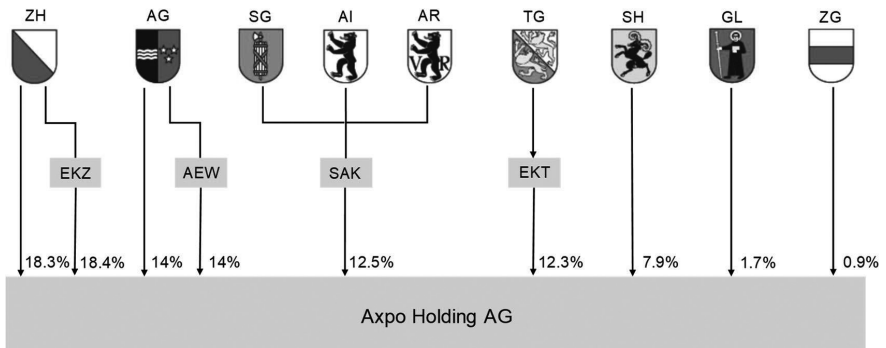 ZH AG SG AI AR TG SH GL ZG
V R
EKZ AEW SAK EKT
18.3% 18.4% 14% 14% 12.5% 12.3% 7.9% 1.7% 0.9%
Axpo Holding AG